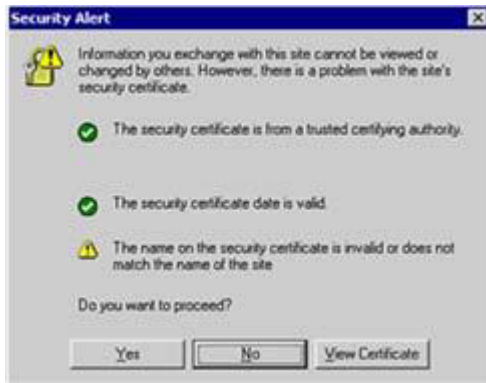 Security Alert
Information you exchange with this site cannot be viewed or
changed by others. However, there is a problem with the site's
security certificate.
The security certificate is from a trusted certifying authority.
The security certificate date is valid.
The name on the security certificate is invalid or does not
match the name of the site
Do you want to proceed?
Yes
No
View Certificate